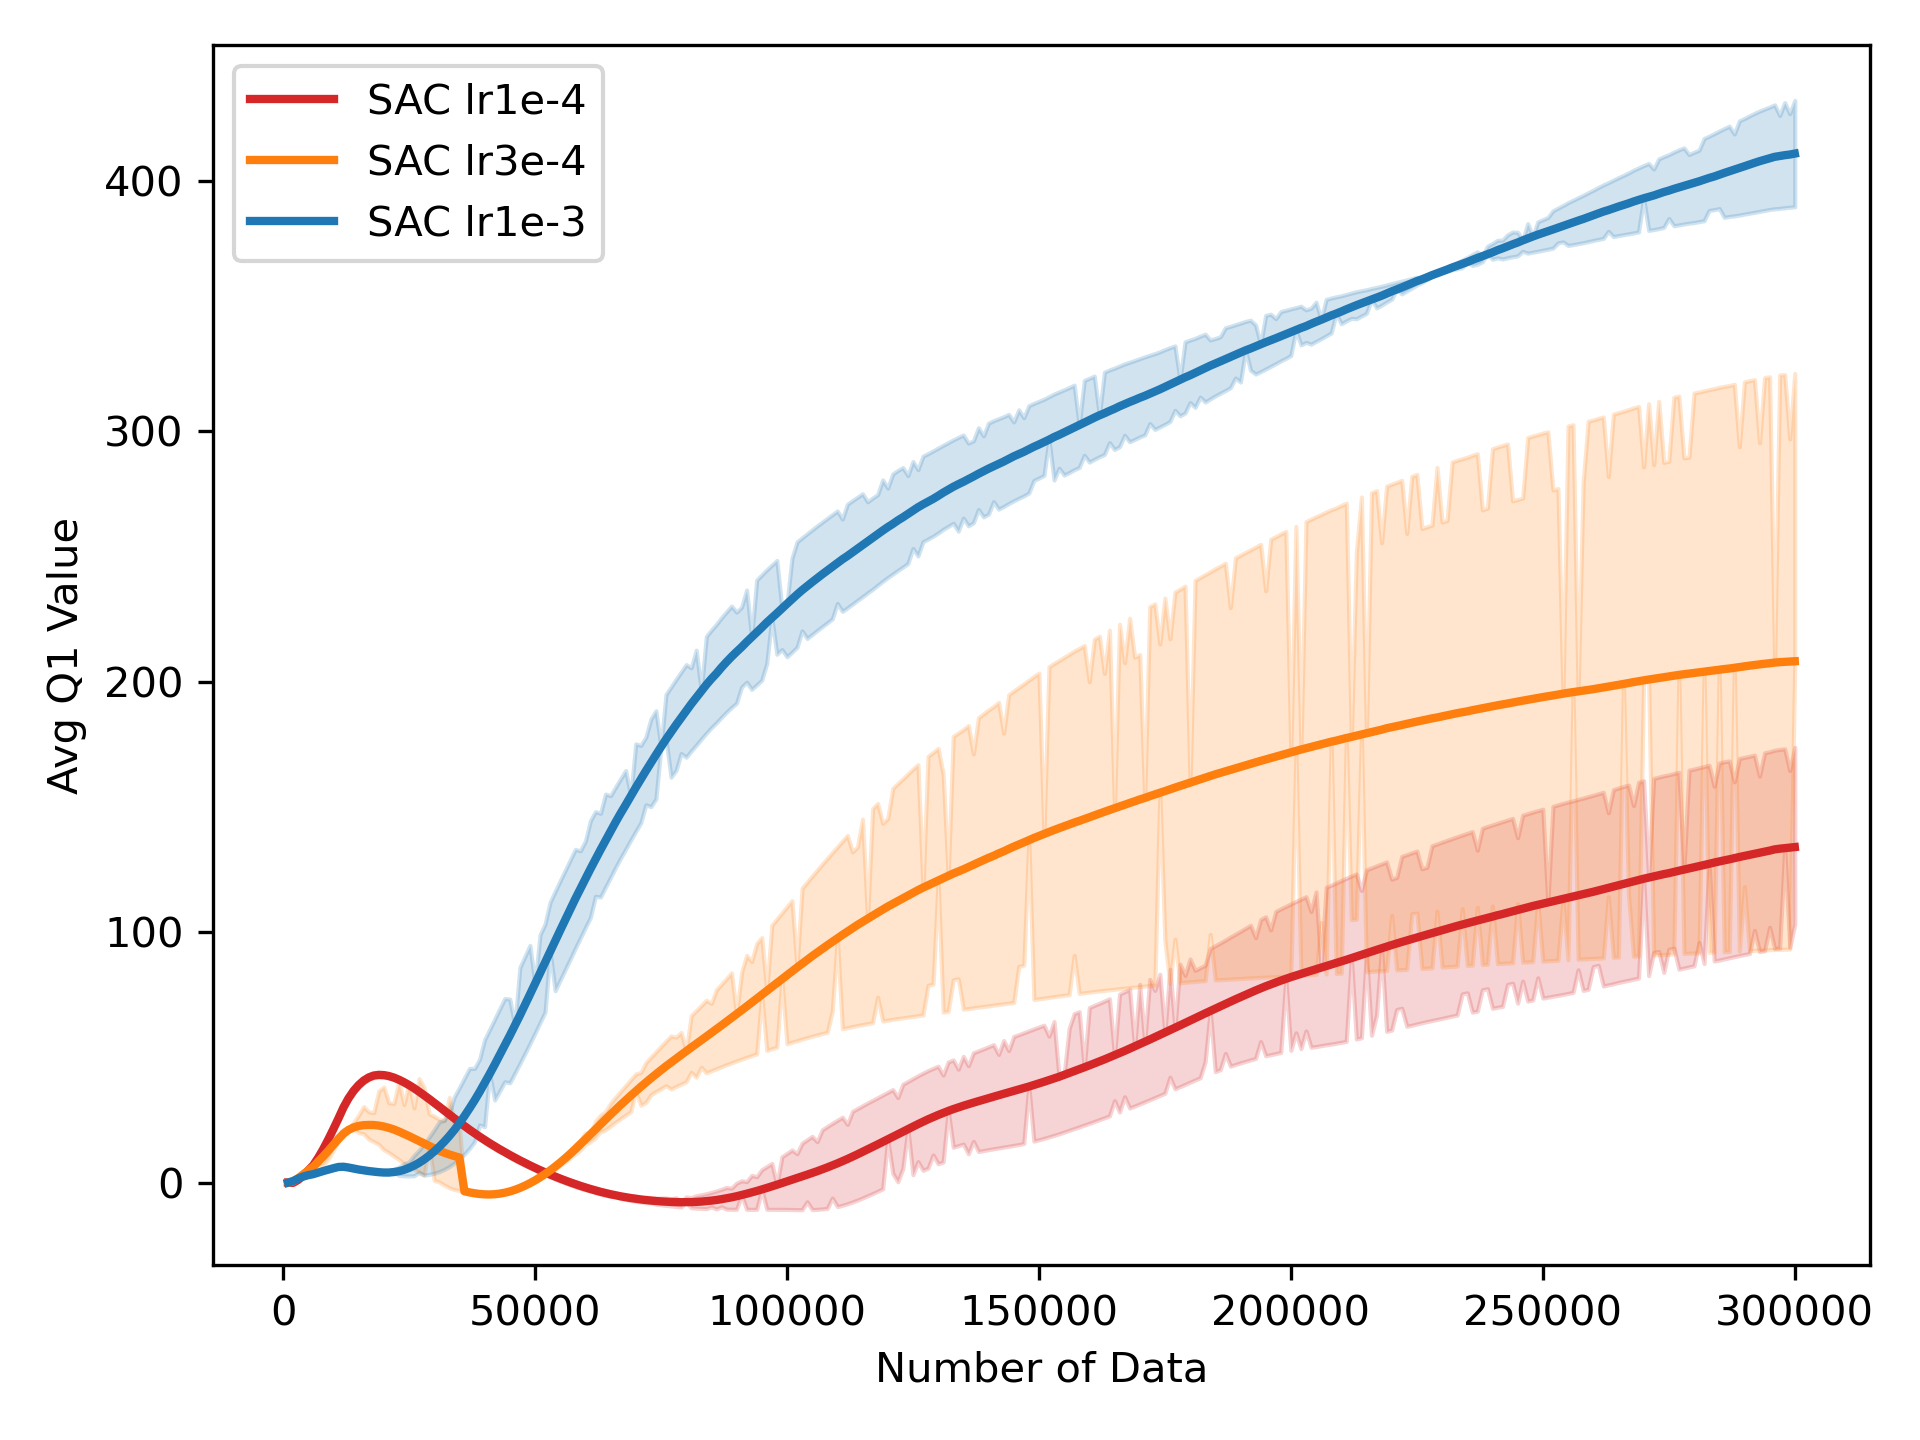 SAC lr1e-4
SAC lr3e-4
SAC lr1e-3
400
300
200
100
0
Avg Q1 Value
0 50000 100000 150000 200000 250000 300000
Number of Data